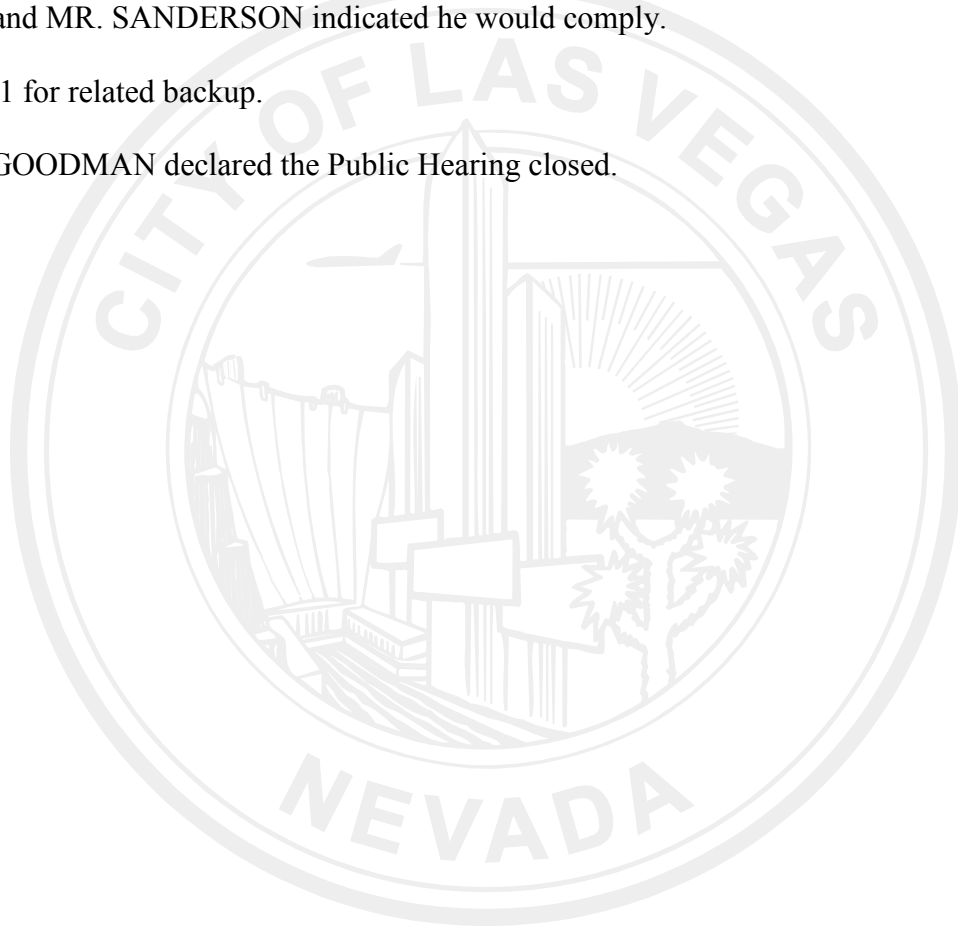 and MR. SANDERSON indicated he would comply.
1 for related backup.
GOODMAN declared the Public Hearing closed.
CITY OF LAS VEGAS
NEVADA